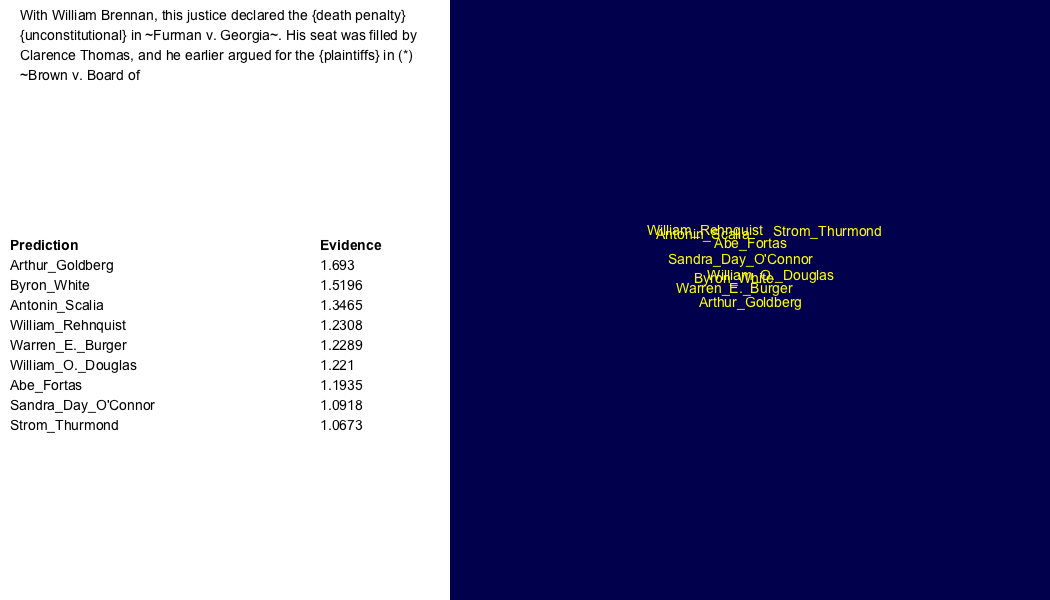 With William Brennan, this justice declared the {death penalty}
{unconstitutional} in ~Furman v. Georgia~. His seat was filled by
Clarence Thomas, and he earlier argued for the {plaintiffs} in (*)
~Brown v. Board of
Prediction Evidence
Arthur_Goldberg 1.693
Byron_White 1.5196
Antonin_Scalia 1.3465
William_Rehnquist 1.2308
Warren_E._Burger 1.2289
William_O._Douglas 1.221
Abe_Fortas 1.1935
Sandra_Day_O'Connor 1.0918
Strom_Thurmond 1.0673
William_Rehnquist Strom_Thurmond
Antonin_Scalia
Abe_Fortas
Sandra_Day_O'Connor
William_O._Douglas
Byron_White
Warren_E._Burger
Arthur_Goldberg